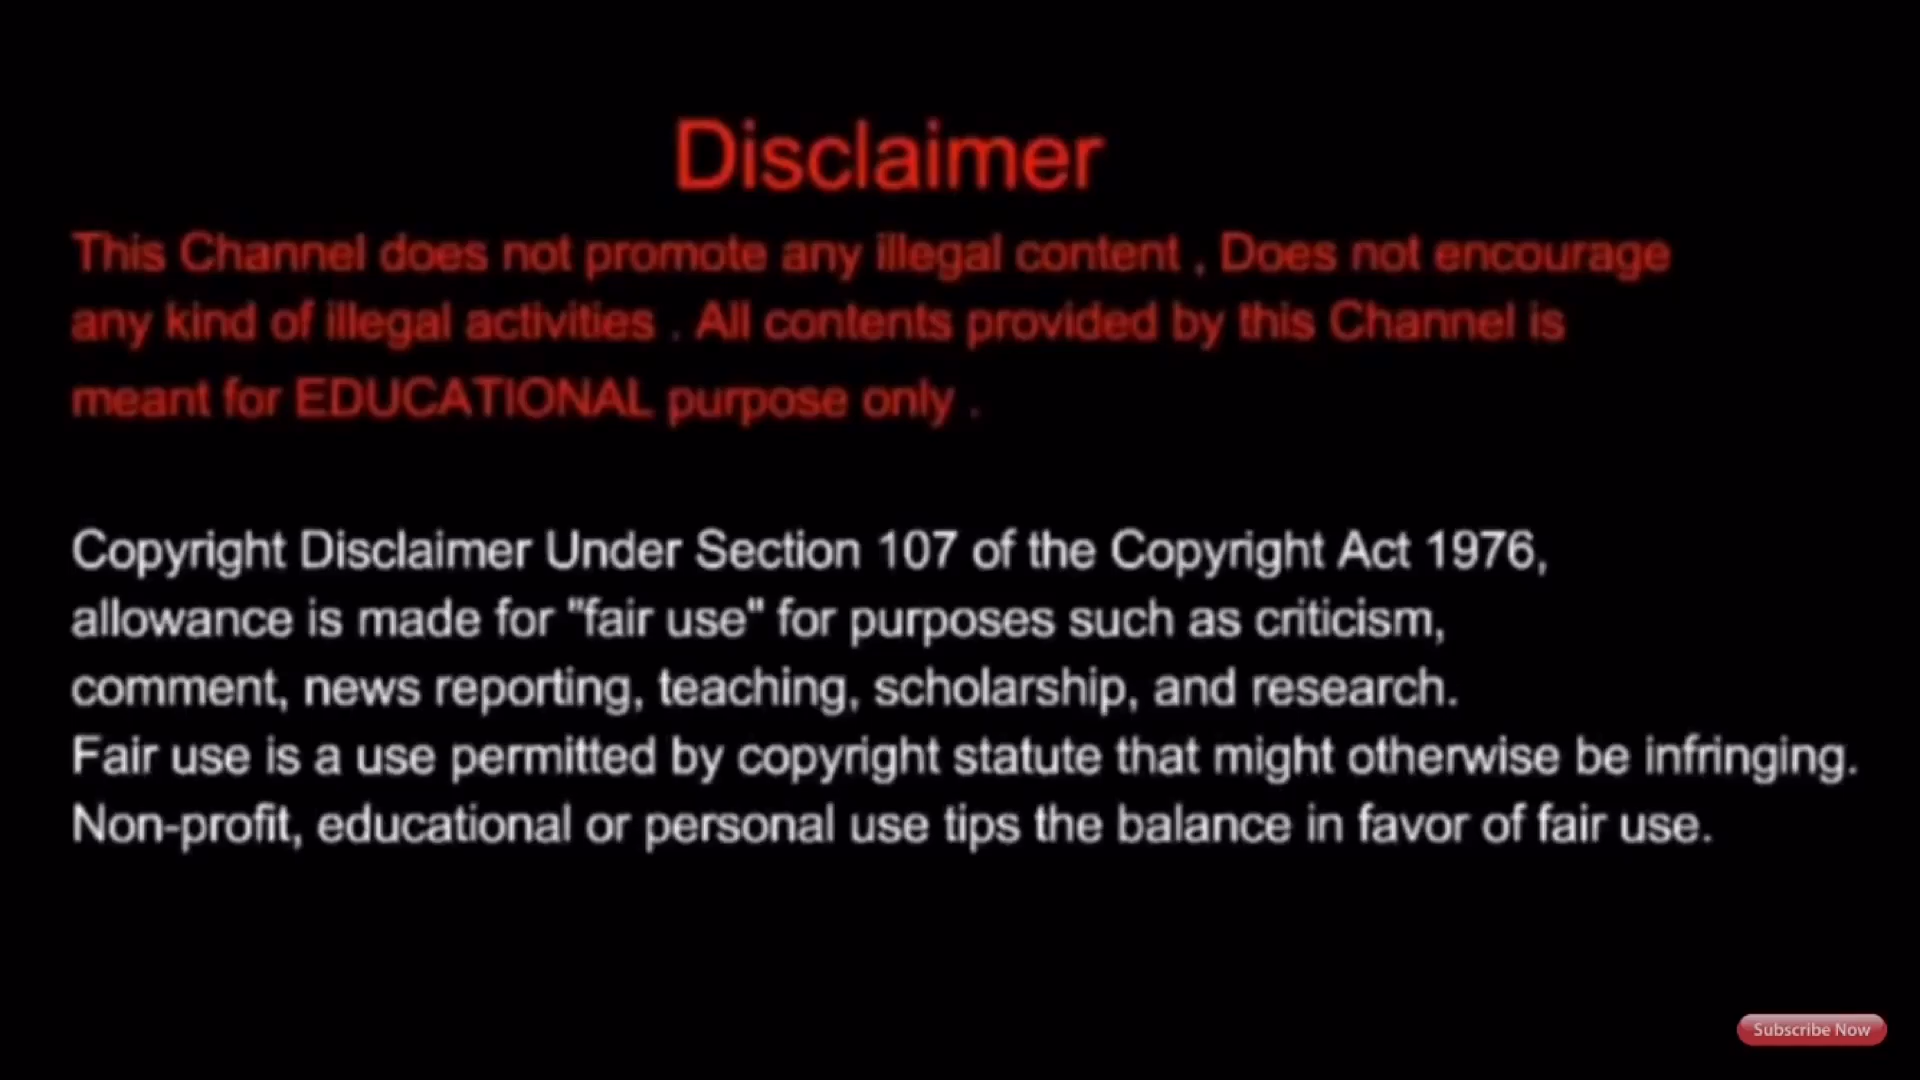 Disclaimer
This Channel does not promote any illegal content , Does not encourage
any kind of illegal activities . All contents provided by this Channel is
meant for EDUCATIONAL purpose only .
Copyright Disclaimer Under Section 107 of the Copyright Act 1976,
allowance is made for "fair use" for purposes such as criticism,
comment, news reporting, teaching, scholarship, and research.
Fair use is a use permitted by copyright statute that might otherwise be infringing.
Non-profit, educational or personal use tips the balance in favor of fair use.
Subscribe Now